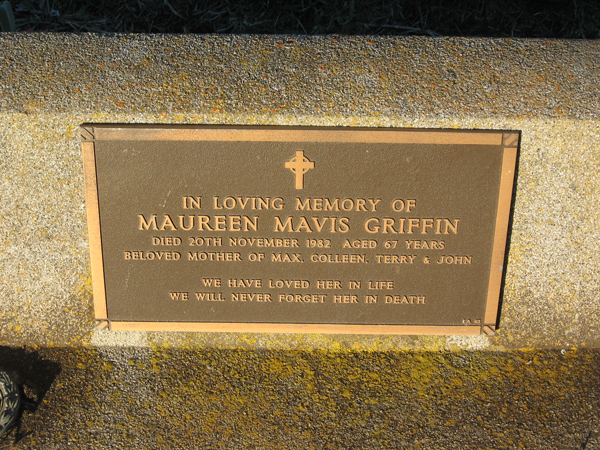 IN LOVING MEMORY OF
MAUREEN MAVIS GRIFFIN
DIED 20TH NOVEMBER 1982 AGED 67 YEARS
BELOVED MOTHER OF MAX, COLLEEN, TERRY & JOHN
WE HAVE LOVED HER IN LIFE
WE WILL NEVER FORGET HER IN DEATH